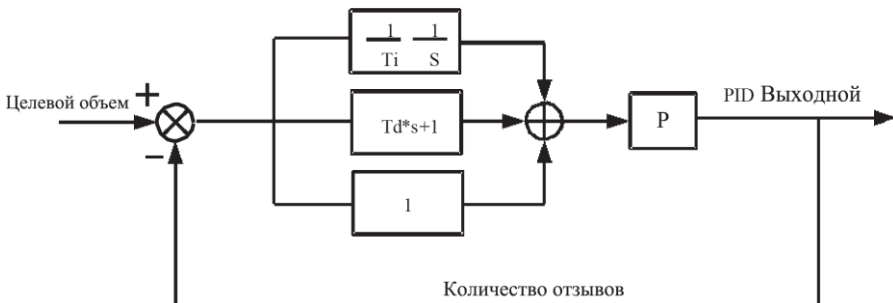 1 1
Ti S
Целевой объем +
Td*s+1
P
PID Выходной
−
1
Количество отзывов